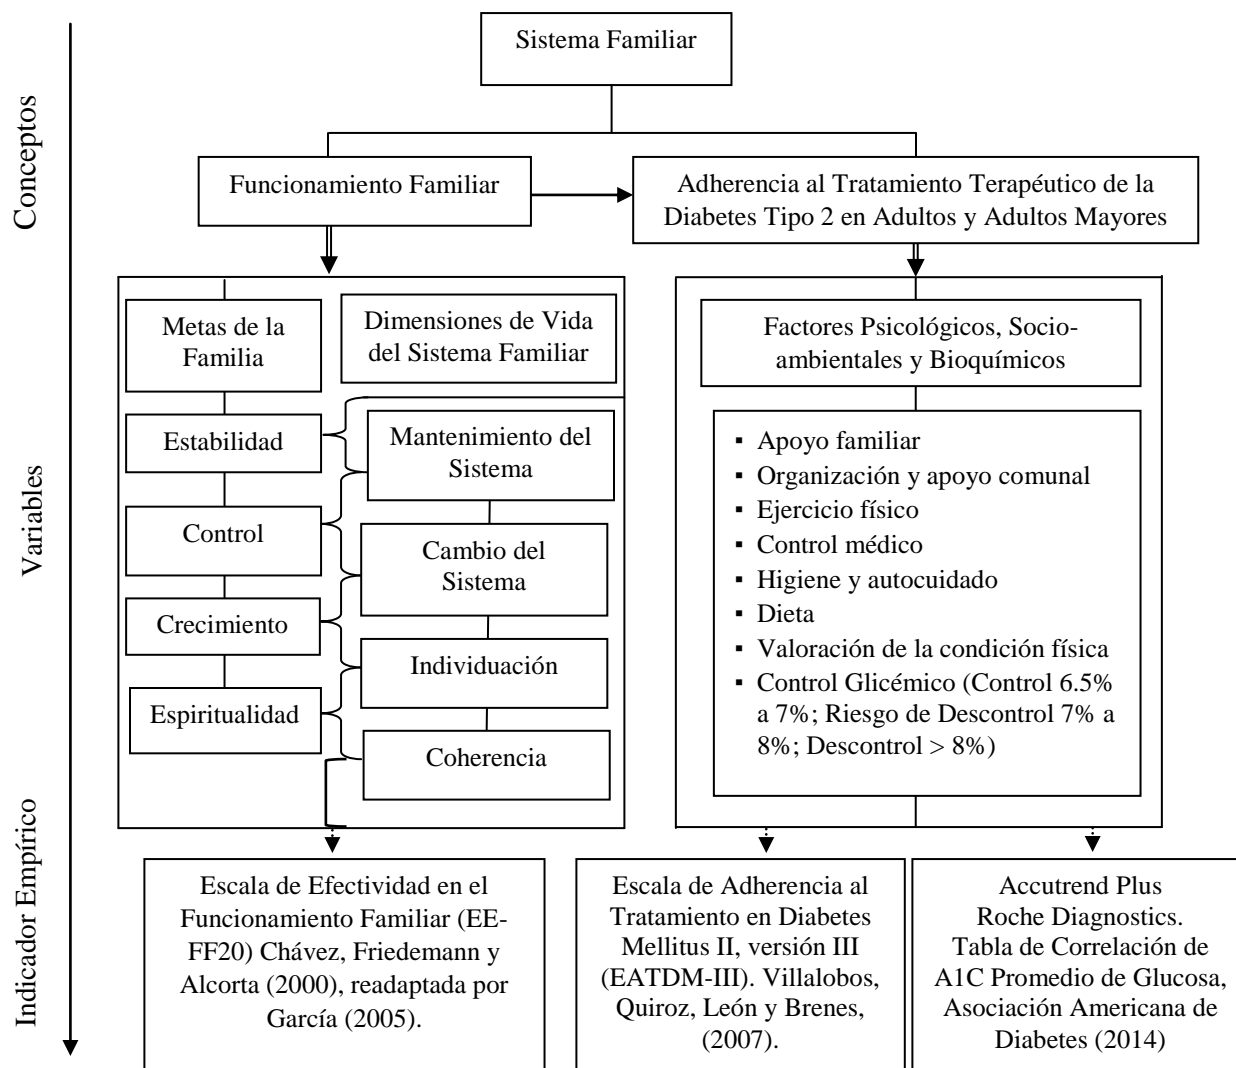 Sistema Familiar
Conceptos
Funcionamiento Familiar
Adherencia al Tratamiento Terapéutico de la
Diabetes Tipo 2 en Adultos y Adultos Mayores
Variables
Metas de la
Familia
Dimensiones de Vida
del Sistema Familiar
Estabilidad
Control
Crecimiento
Espiritualidad
Mantenimiento del
Sistema
Cambio del
Sistema
Individuación
Coherencia
Factores Psicológicos, Socio-
ambientales y Bioquímicos
▪ Apoyo familiar
▪ Organización y apoyo comunal
▪ Ejercicio físico
▪ Control médico
▪ Higiene y autocuidado
▪ Dieta
▪ Valoración de la condición física
▪ Control Glicémico (Control 6.5%
a 7%; Riesgo de Descontrol 7% a
8%; Descontrol > 8%)
Indicador Empírico
Escala de Efectividad en el
Funcionamiento Familiar (EE-
FF20) Chávez, Friedemann y
Alcorta (2000), readaptada por
García (2005).
Escala de Adherencia al
Tratamiento en Diabetes
Mellitus II, versión III
(EATDM-III). Villalobos,
Quiroz, León y Brenes,
(2007).
Accutrend Plus
Roche Diagnostics.
Tabla de Correlación de
A1C Promedio de Glucosa,
Asociación Americana de
Diabetes (2014)